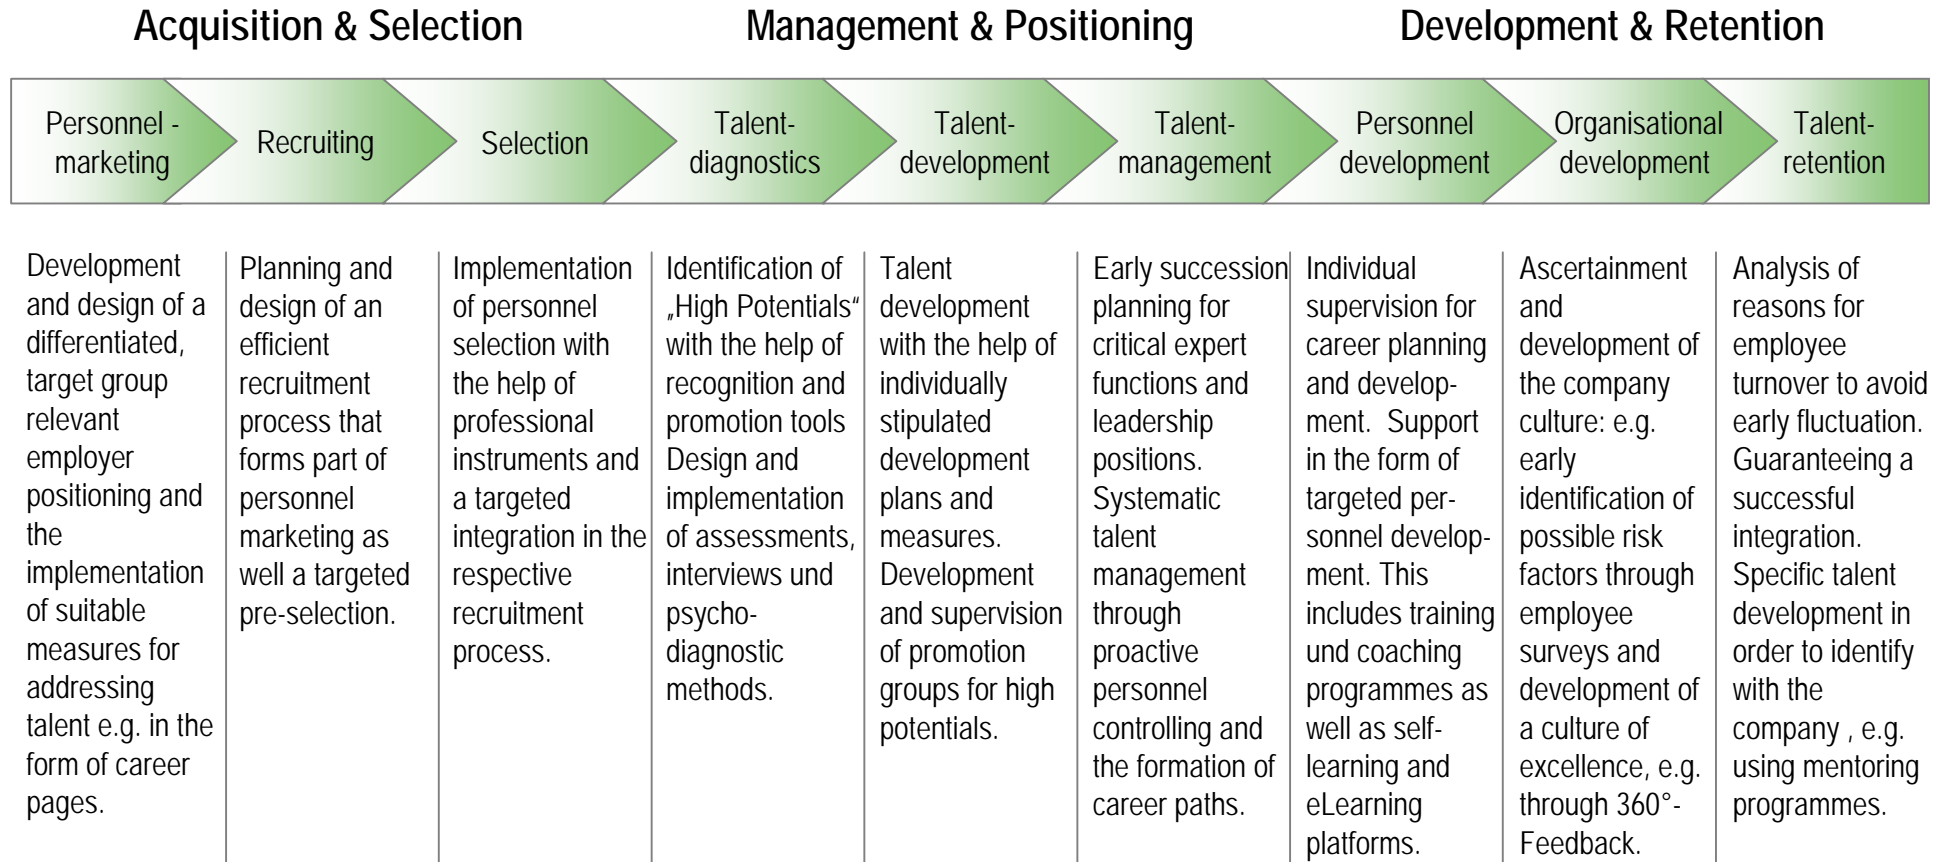 Acquisition & Selection
Management & Positioning
Development & Retention
Personnel -
marketing
Recruiting
Selection
Talent-
diagnostics
Talent-
development
Talent-
management
Personnel
development
Organisational
development
Talent-
retention
Development
and design of a
differentiated,
target group
relevant
employer
positioning and
the
implementation
of suitable
measures for
addressing
talent e.g. in the
form of career
pages.
Planning and
design of an
efficient
recruitment
process that
forms part of
personnel
marketing as
well a targeted
pre-selection.
Implementation
of personnel
selection with
the help of
professional
instruments and
a targeted
integration in the
respective
recruitment
process.
Identification of
„High Potentials“
with the help of
recognition and
promotion tools
Design and
implementation
of assessments,
interviews und
psycho-
diagnostic
methods.
Talent
development
with the help of
individually
stipulated
development
plans and
measures.
Development
and supervision
of promotion
groups for high
potentials.
Early succession
planning for
critical expert
functions and
leadership
positions.
Systematic
talent
management
through
proactive
personnel
controlling and
the formation of
career paths.
Individual
supervision for
career planning
and develop-
ment.  Support
in the form of
targeted per-
sonnel develop-
ment. This
includes training
und coaching
programmes as
well as self-
learning and
eLearning
platforms.
Ascertainment
and
development of
the company
culture: e.g.
early
identification of
possible risk
factors through
employee
surveys and
development of
a culture of
excellence, e.g.
through 360°-
Feedback.
Analysis of
reasons for
employee
turnover to avoid
early fluctuation.
Guaranteeing a
successful
integration.
Specific talent
development in
order to identify
with the
company , e.g.
using mentoring
programmes.